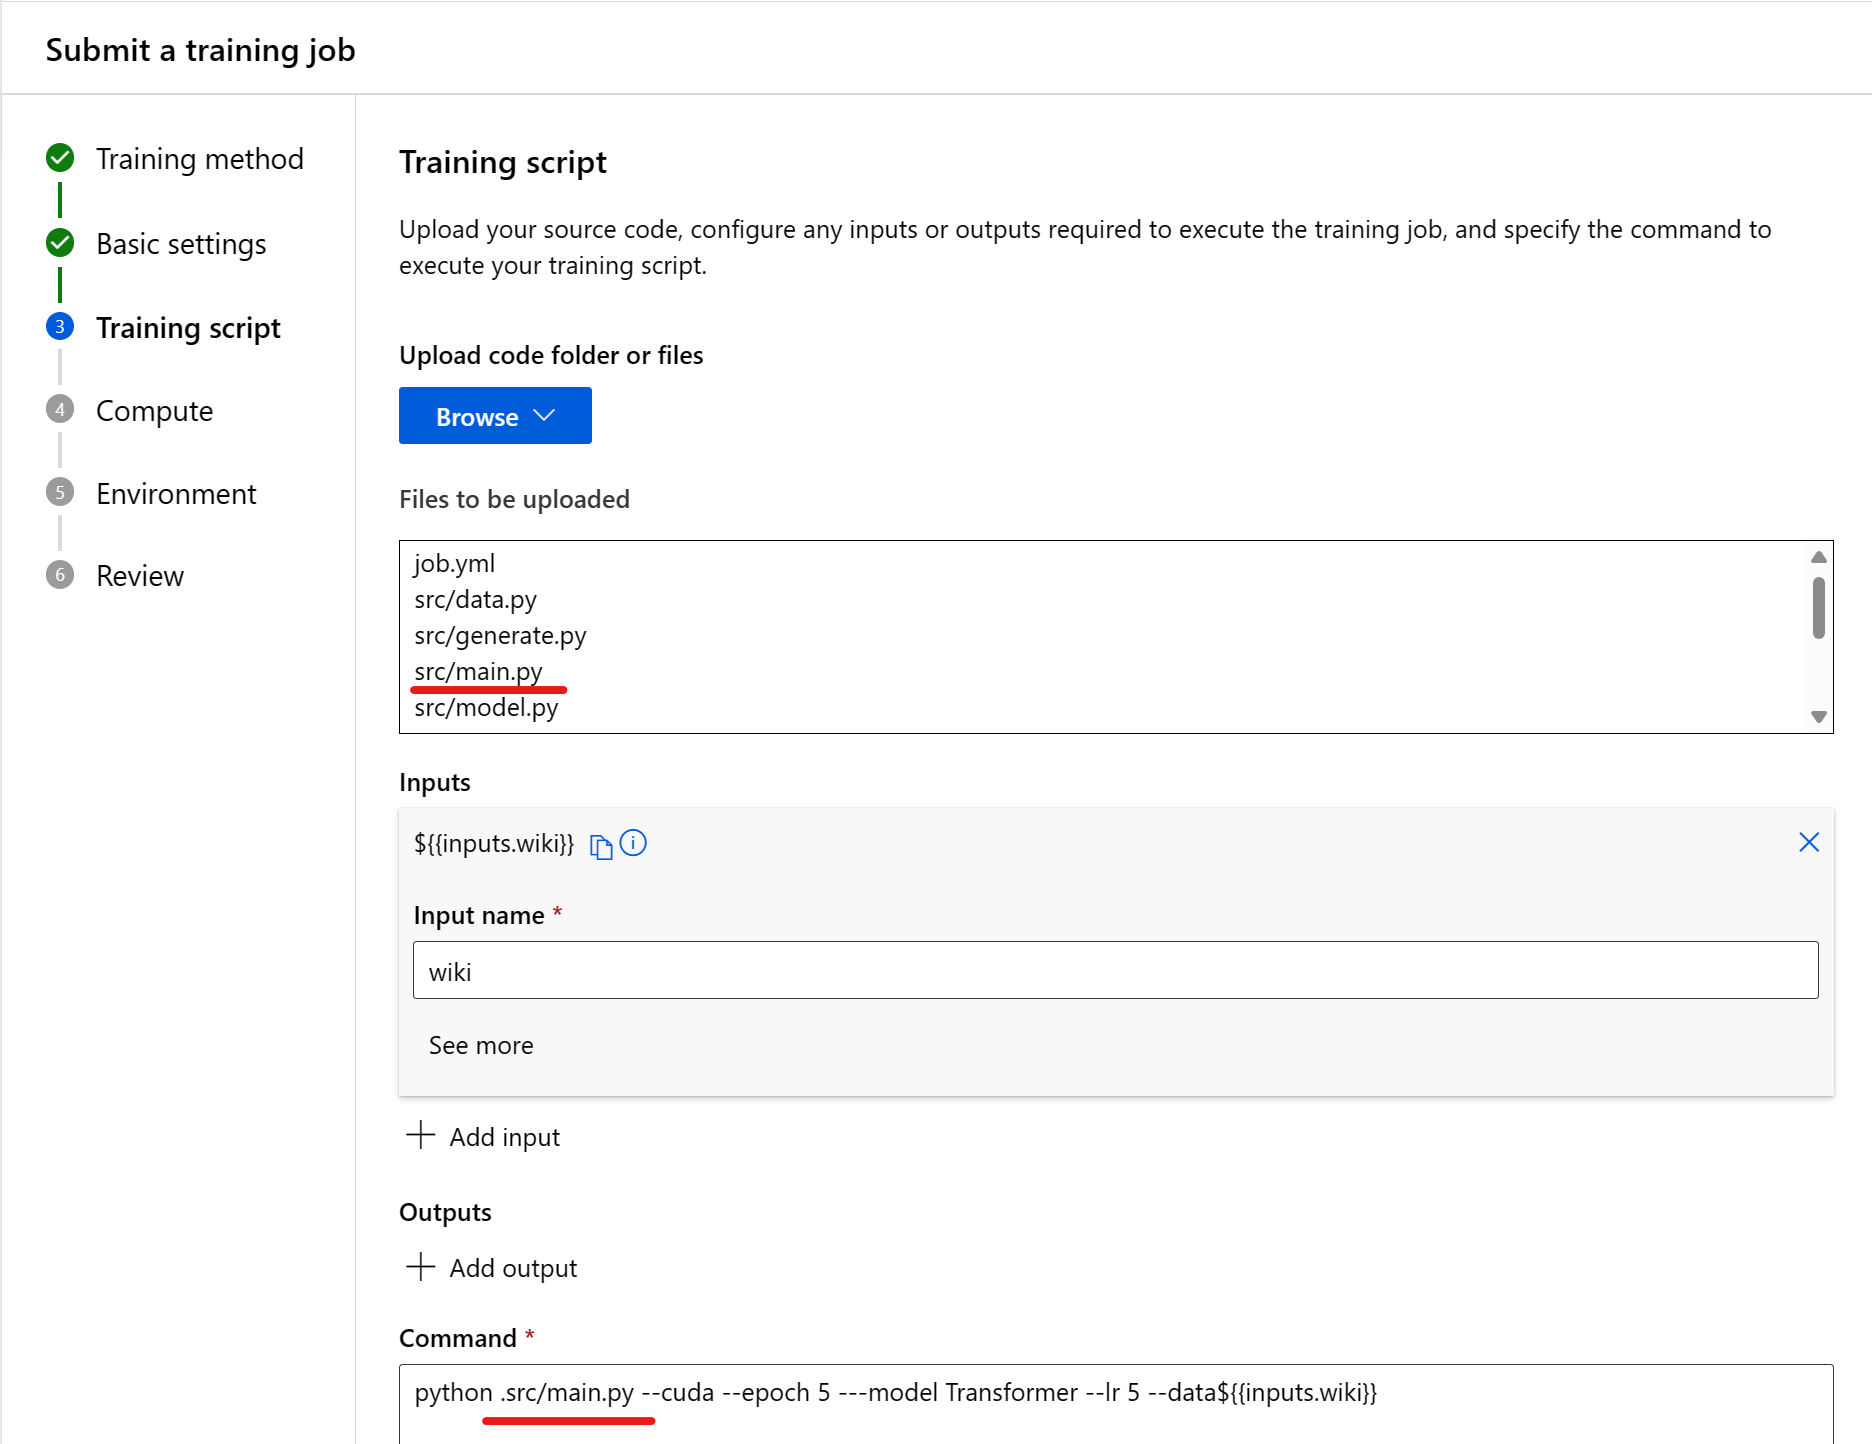 Submit a training job
Training method
Basic settings
3 Training script
4 Compute
5 Environment
6 Review
Training script
Upload your source code, configure any inputs or outputs required to execute the training job, and specify the command to
execute your training script.
Upload code folder or files
Browse
Files to be uploaded
job.yml
src/data.py
src/generate.py
src/main.py
src/model.py
Inputs
${{inputs.wiki}}
Input name *
wiki
See more
Add input
Outputs
Add output
Command *
python .src/main.py --cuda --epoch 5 ---model Transformer --lr 5 --data${{inputs.wiki}}